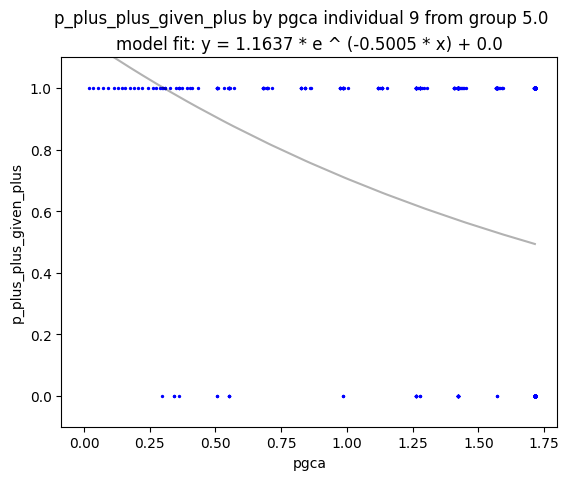 p_plus_plus_given_plus by pgca individual 9 from group 5.0
model fit: y = 1.1637 * e ^ (-0.5005 * x) + 0.0
1.0
0.8
0.6
0.4
0.2
0.0
p_plus_plus_given_plus
0.00 0.25 0.50 0.75 1.00 1.25 1.50 1.75
pgca